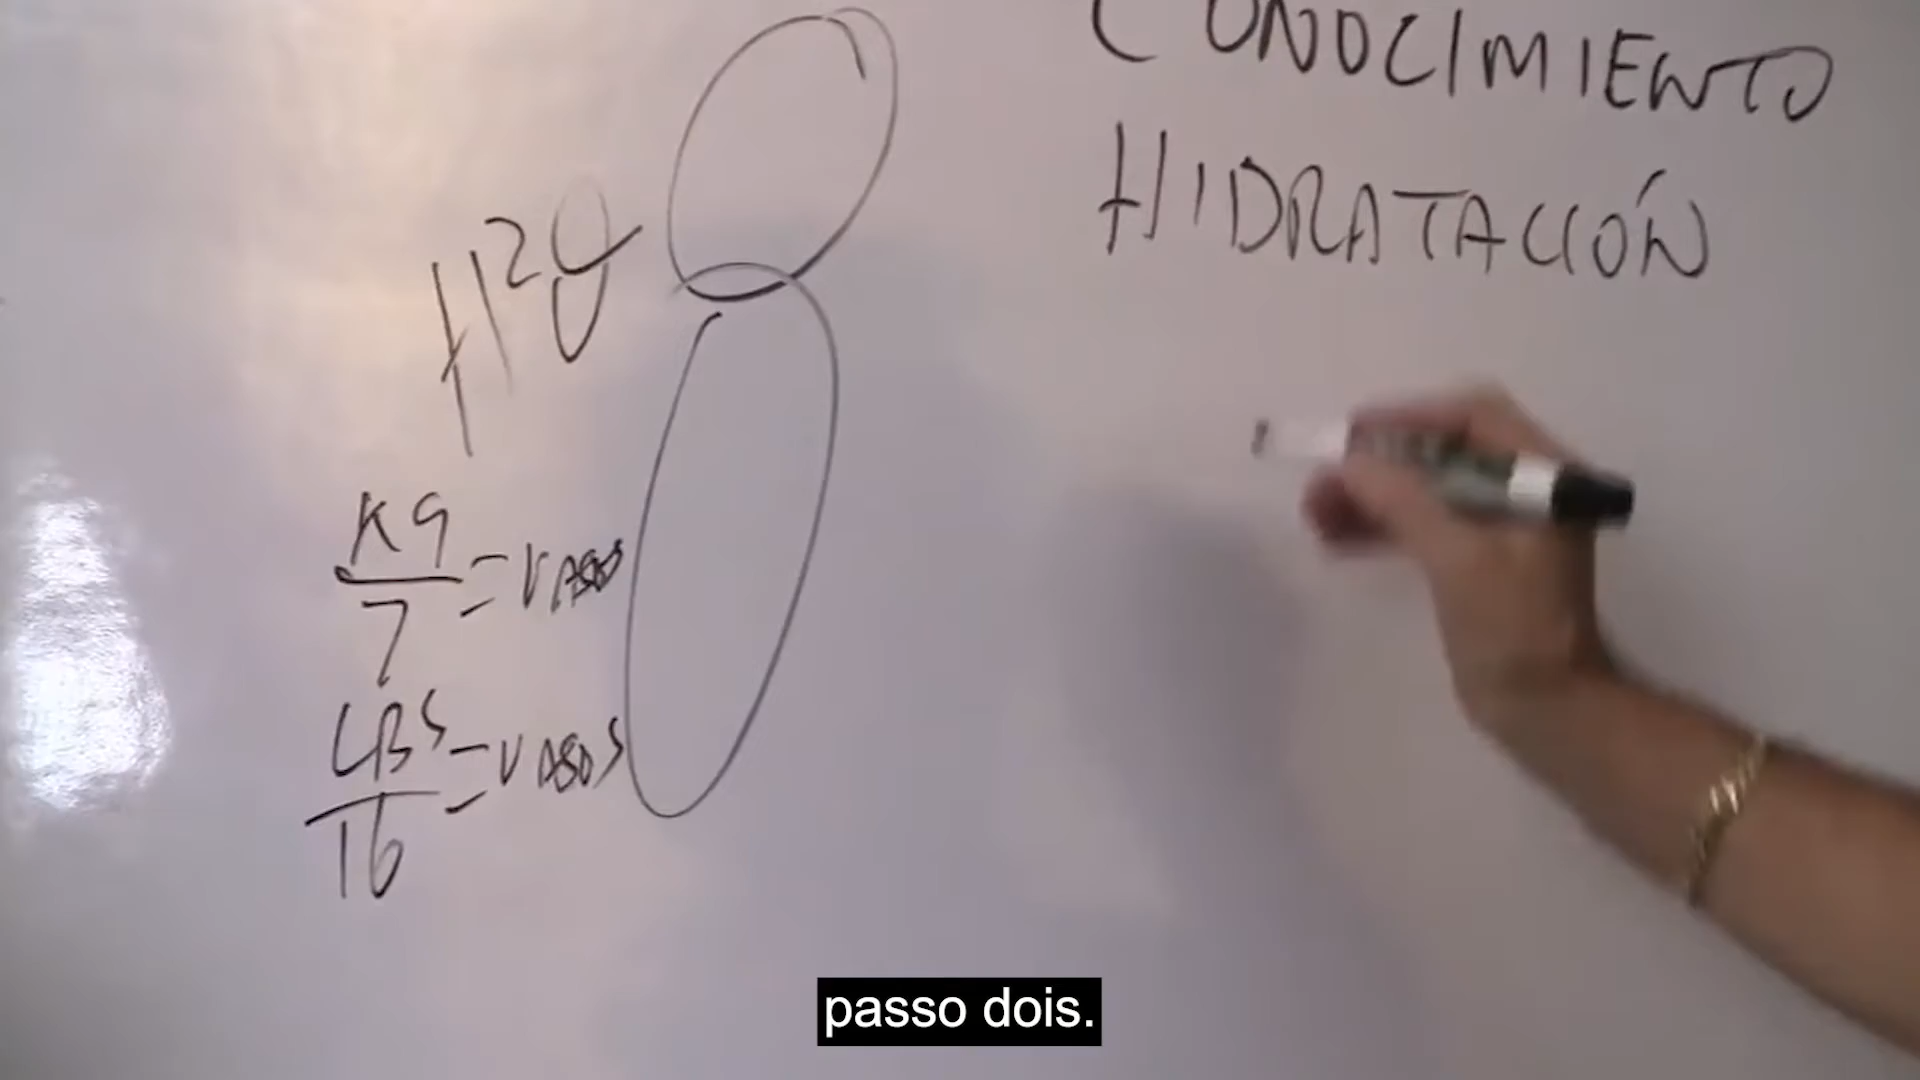 CONOCIMIENTO
HIDRATACIÓN
H2O
KG
7
= VASOS
LBS
16
= VASOS
passo dois.